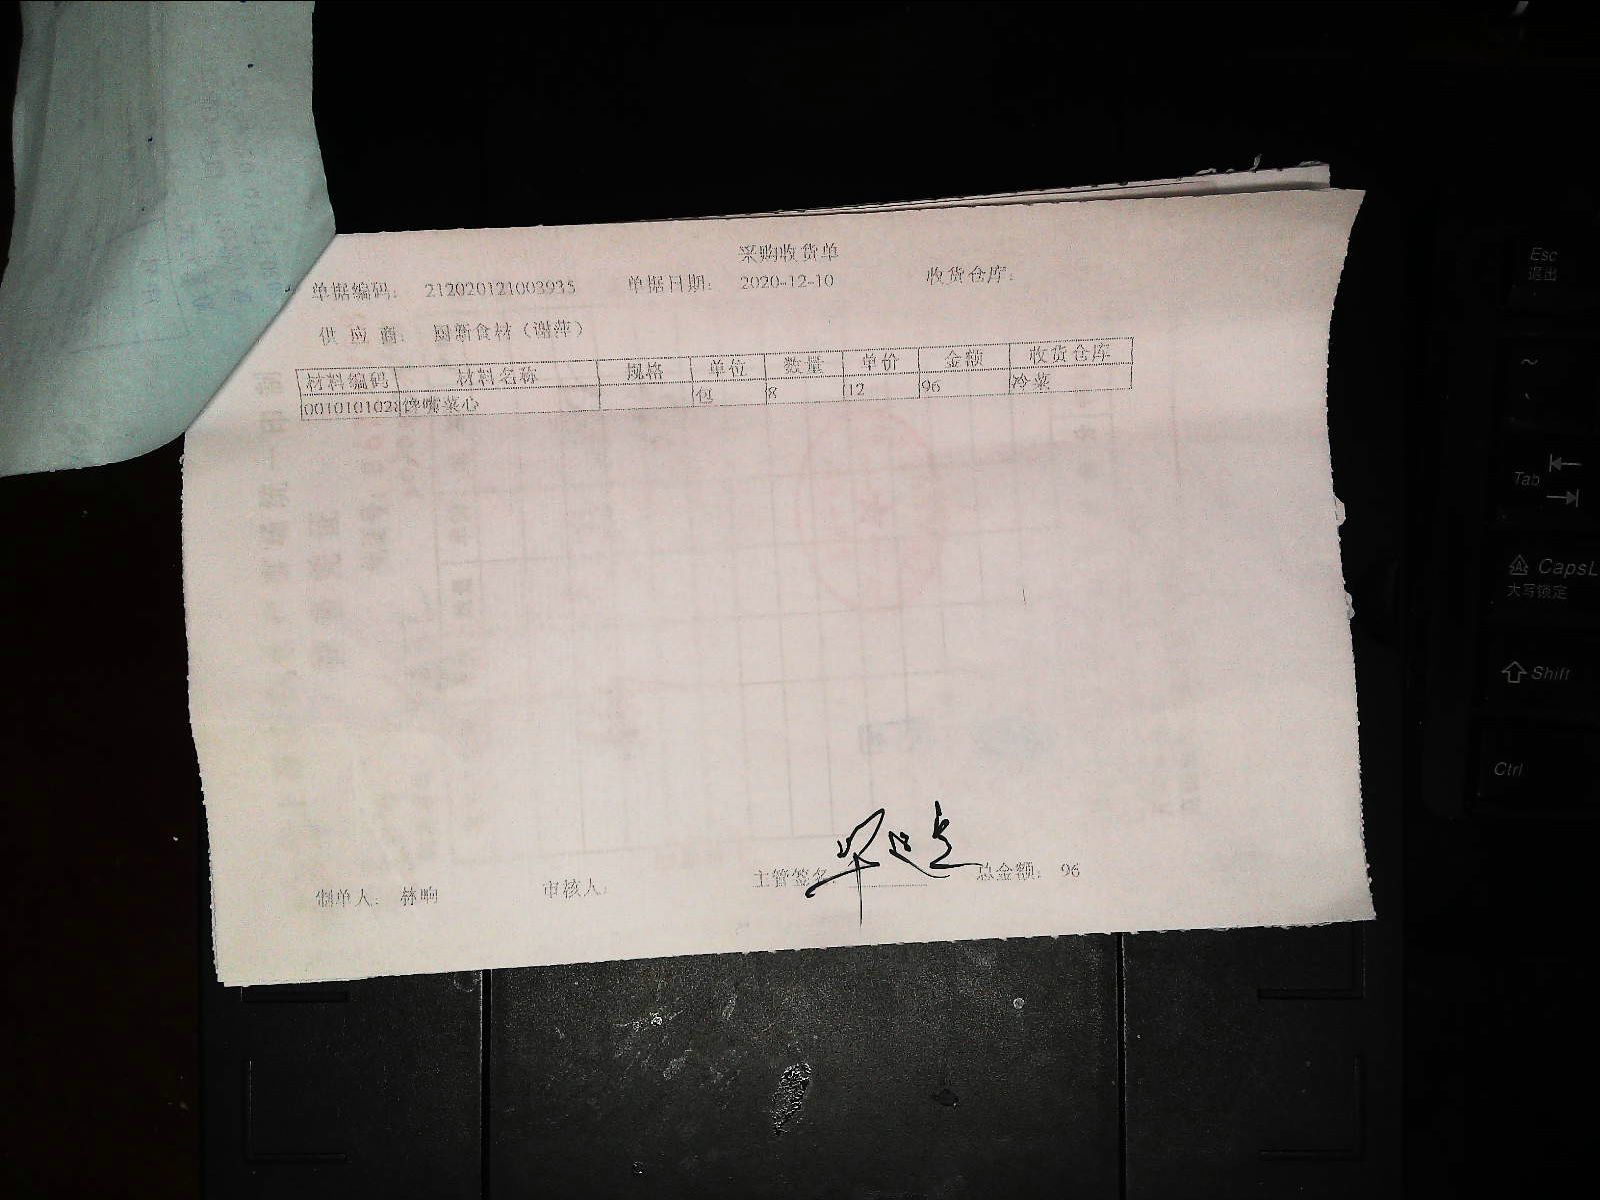 采购收货单
单据编码： 212020121003935 单据日期： 2020-12-10 收货仓库：
供 应 商： 厨新食材（谢萍）
材料编码 材料名称 规格 单位 数量 单价 金额 收货仓库
0010101028 馋嘴菜心 包 8 12 96 冷菜
制单人： 林响 审核人： 主管签名： 总金额： 96
Esc
退出
~
Tab
CapsL
大写锁定
Shift
Ctrl